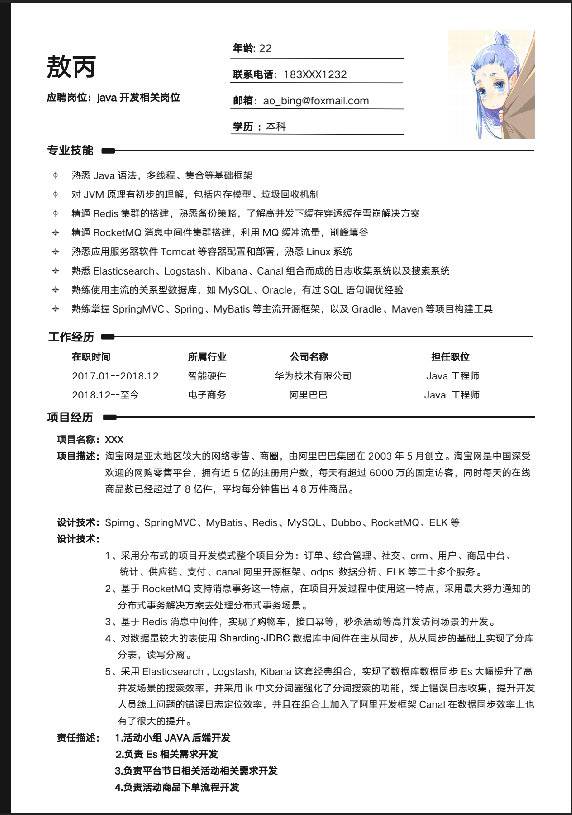 敖丙
年龄: 22
联系电话: 183XXX1232
应聘岗位: java 开发相关岗位
邮箱: ao_bing@foxmail.com
学历 : 本科
专业技能
熟悉 Java 语法，多线程、集合等基础框架
对 JVM 原理有初步的理解，包括内存模型、垃圾回收机制
精通 Redis 集群的搭建，熟悉备份策略，了解高并发下缓存穿透缓存雪崩解决方案
精通 RocketMQ 消息中间件集群搭建，利用 MQ 缓冲流量，削峰填谷
熟悉应用服务器软件 Tomcat 等容器配置和部署，熟悉 Linux 系统
熟悉 Elasticsearch、Logstash、Kibana、Canal 组合而成的日志收集系统以及搜索系统
熟练使用主流的关系型数据库，如 MySQL、Oracle，有过 SQL 语句调优经验
熟练掌握 SpringMVC、Spring、MyBatis 等主流开源框架，以及 Gradle、Maven 等项目构建工具
工作经历
在职时间 所属行业 公司名称 担任职位
2017.01--2018.12 智能硬件 华为技术有限公司 Java 工程师
2018.12--至今 电子商务 阿里巴巴 Java 工程师
项目经历
项目名称: XXX
项目描述: 淘宝网是亚太地区较大的网络零售、商圈，由阿里巴巴集团在 2003 年 5 月创立。淘宝网是中国深受
欢迎的网购零售平台，拥有近 5 亿的注册用户数，每天有超过 6000 万的固定访客，同时每天的在线
商品数已经超过了 8 亿件，平均每分钟售出 4.8 万件商品。
设计技术: Spirng、SpringMVC、MyBatis、Redis、MySQL、Dubbo、RocketMQ、ELK 等
设计技术:
1、采用分布式的项目开发模式整个项目分为：订单、综合管理、社交、crm、用户、商品中台、
统计、供应链、支付、canal 阿里开源框架、odps 数据分析、ELK 等二十多个服务。
2、基于 RocketMQ 支持消息事务这一特点，在项目开发过程中使用这一特点，采用最大努力通知的
分布式事务解决方案去处理分布式事务场景。
3、基于 Redis 消息中间件，实现了购物车，接口幂等，秒杀活动等高并发访问场景的开发。
4、对数据量较大的表使用 Sharding-JDBC 数据库中间件在主从同步，从从同步的基础上实现了分库
分表，读写分离。
5、采用 Elasticsearch , Logstash, Kibana 这套经典组合，实现了数据库数据同步 Es 大幅提升了高
并发场景的搜索效率，并采用 ik 中文分词器强化了分词搜索的功能，线上错误日志收集，提升开发
人员线上问题的错误日志定位效率，并且在组合上加入了阿里开发框架 Canal 在数据同步效率上也
有了很大的提升。
责任描述: 1.活动小组 JAVA 后端开发
2.负责 Es 相关需求开发
3.负责平台节日相关活动相关需求开发
4.负责活动商品下单流程开发